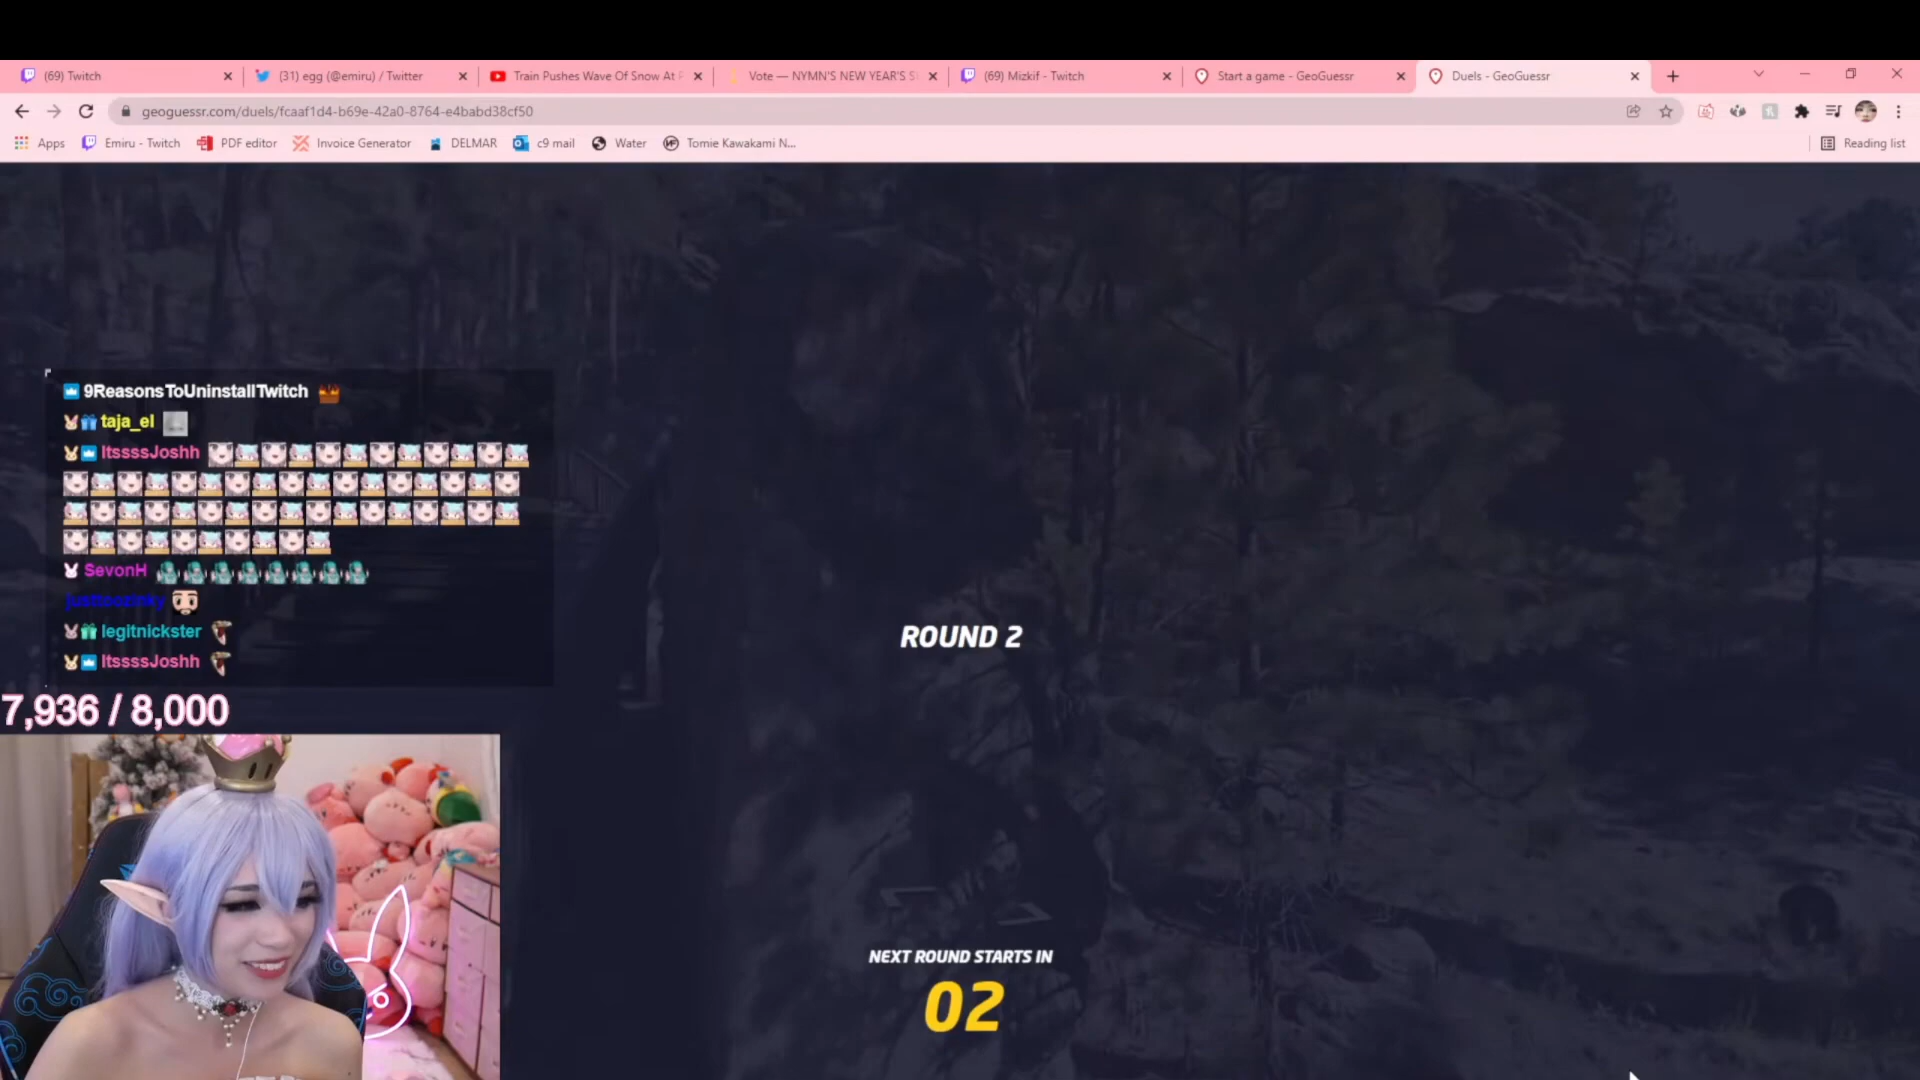 (69) Twitch
(31) egg (@emiru) / Twitter
Train Pushes Wave Of Snow At P
Vote — NYMN'S NEW YEAR'S S
(69) Mizkif - Twitch
Start a game - GeoGuessr
Duels - GeoGuessr
geoguessr.com/duels/fcaaf1d4-b69e-42a0-8764-e4babd38cf50
Apps
Emiru - Twitch
PDF editor
Invoice Generator
DELMAR
c9 mail
Water
Tomie Kawakami N...
Reading list
9ReasonsToUninstallTwitch
taja_el
ItssssJoshh
SevonH
legitnickster
ItssssJoshh
7,936 / 8,000
ROUND 2
NEXT ROUND STARTS IN
02